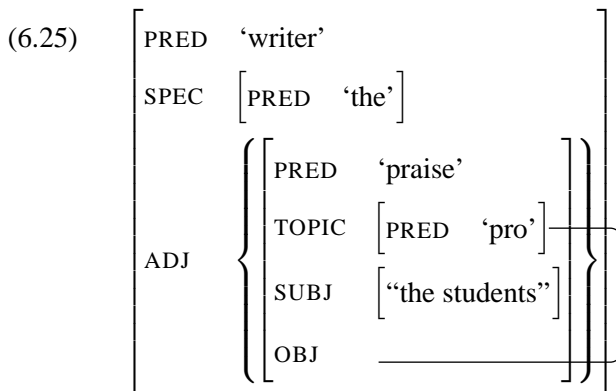 (6.25)
PRED ‘writer’
SPEC [PRED ‘the’]
ADJ
PRED ‘praise’
TOPIC [PRED ‘pro’]
SUBJ [“the students”]
OBJ